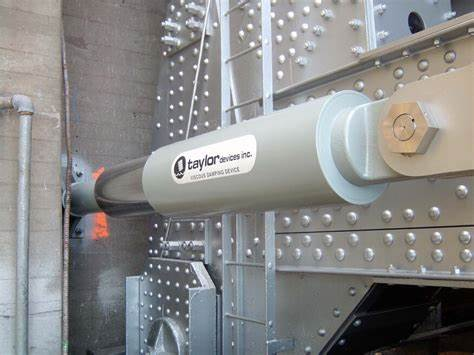 taylor devices inc.
VISCOUS DAMPING DEVICE